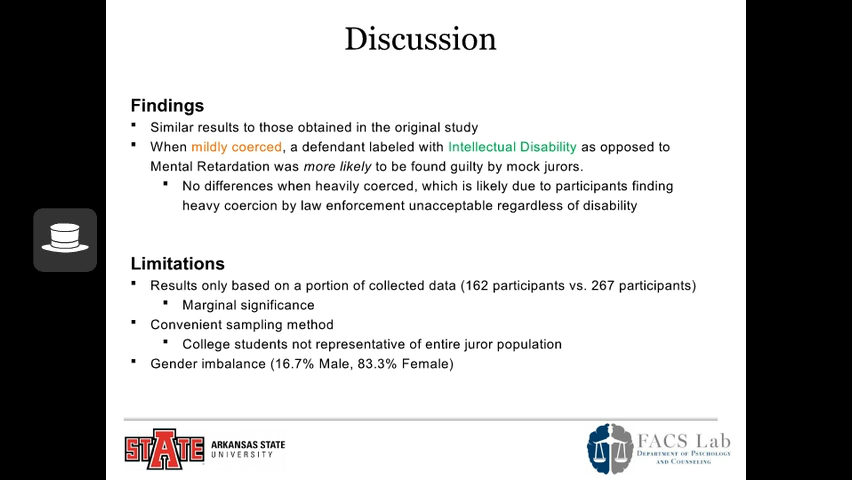 Discussion
Findings
Similar results to those obtained in the original study
When mildly coerced, a defendant labeled with Intellectual Disability as opposed to
Mental Retardation was more likely to be found guilty by mock jurors.
No differences when heavily coerced, which is likely due to participants finding
heavy coercion by law enforcement unacceptable regardless of disability
Limitations
Results only based on a portion of collected data (162 participants vs. 267 participants)
Marginal significance
Convenient sampling method
College students not representative of entire juror population
Gender imbalance (16.7% Male, 83.3% Female)
STATE
ARKANSAS STATE
UNIVERSITY
FACS Lab
DEPARTMENT OF PSYCHOLOGY
AND COUNSELING